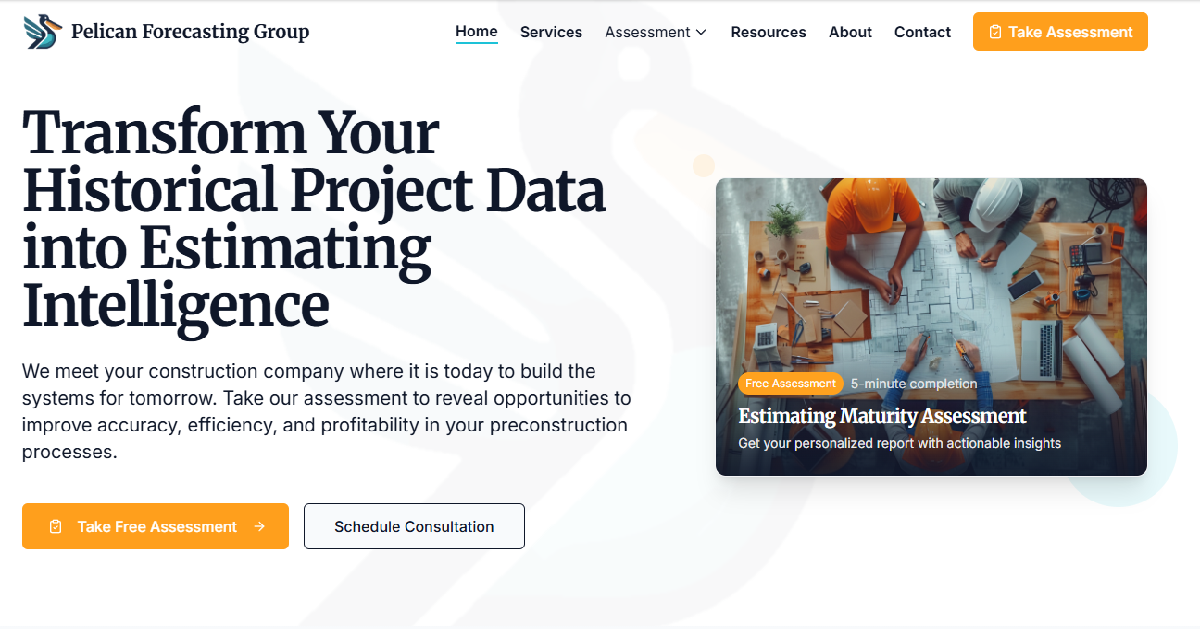 Pelican Forecasting Group
Home Services Assessment Resources About Contact Take Assessment
Transform Your
Historical Project Data
into Estimating
Intelligence
We meet your construction company where it is today to build the
systems for tomorrow. Take our assessment to reveal opportunities to
improve accuracy, efficiency, and profitability in your preconstruction
processes.
Take Free Assessment
Schedule Consultation
Free Assessment 5-minute completion
Estimating Maturity Assessment
Get your personalized report with actionable insights